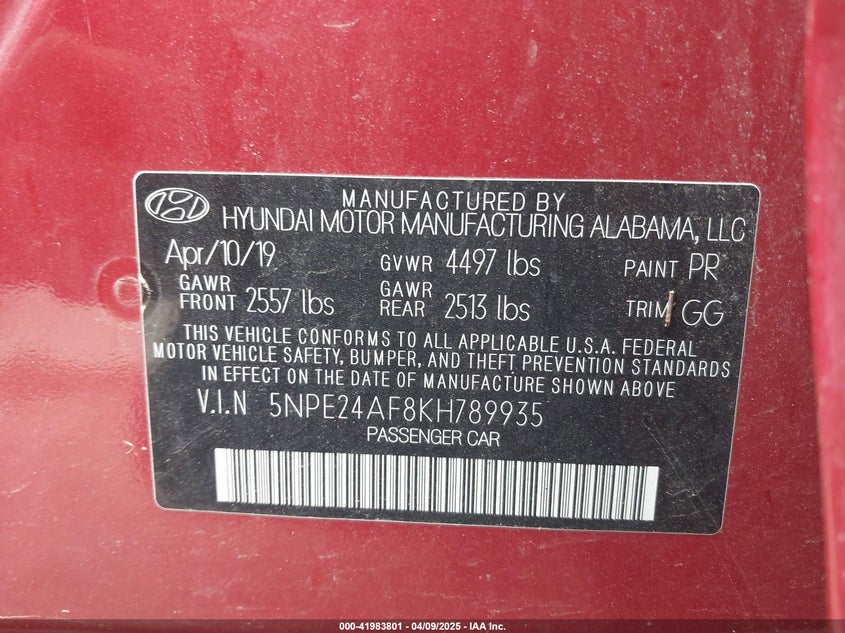 MANUFACTURED BY
HYUNDAI MOTOR MANUFACTURING ALABAMA, LLC
Apr/10/19 GVWR 4497 lbs PAINT PR
GAWR FRONT 2557 lbs GAWR REAR 2513 lbs TRIM GG
THIS VEHICLE CONFORMS TO ALL APPLICABLE U.S.A. FEDERAL
MOTOR VEHICLE SAFETY, BUMPER, AND THEFT PREVENTION STANDARDS
IN EFFECT ON THE DATE OF MANUFACTURE SHOWN ABOVE
V.I.N 5NPE24AF8KH789935
PASSENGER CAR
000-41983801 - 04/09/2025 - IAA Inc.